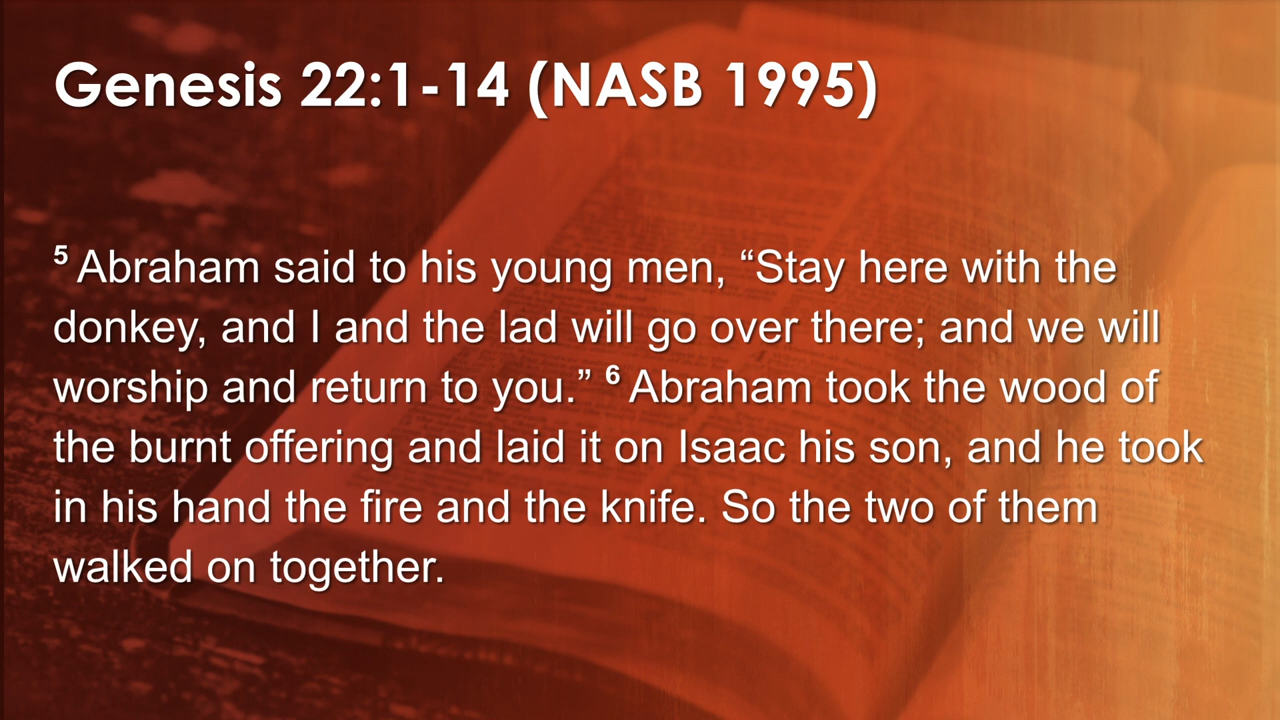 Genesis 22:1-14 (NASB 1995)
5 Abraham said to his young men, “Stay here with the
donkey, and I and the lad will go over there; and we will
worship and return to you.” 6 Abraham took the wood of
the burnt offering and laid it on Isaac his son, and he took
in his hand the fire and the knife. So the two of them
walked on together.